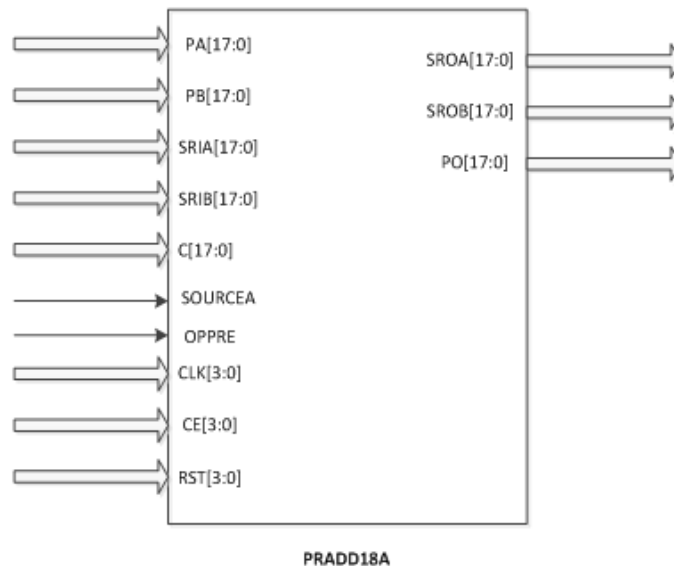 PA[17:0]
PB[17:0]
SRIA[17:0]
SRIB[17:0]
C[17:0]
SOURCEA
OPPRE
CLK[3:0]
CE[3:0]
RST[3:0]
SROA[17:0]
SROB[17:0]
PO[17:0]
PRADD18A